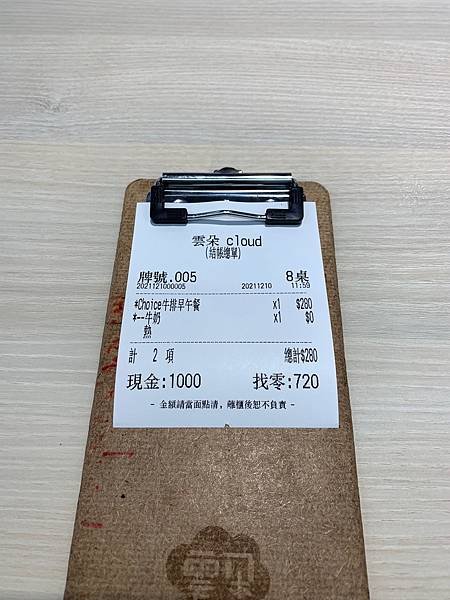 雲朵 cloud
(結帳總單)
牌號.005 8桌
2021121000005 20211210 11:59
*Choice牛排早午餐 x1 $280
*--牛奶 x1 $0
熱
計 2 項 總計$280
現金:1000 找零:720
- 金額請當面點清, 離櫃後恕不負責 -